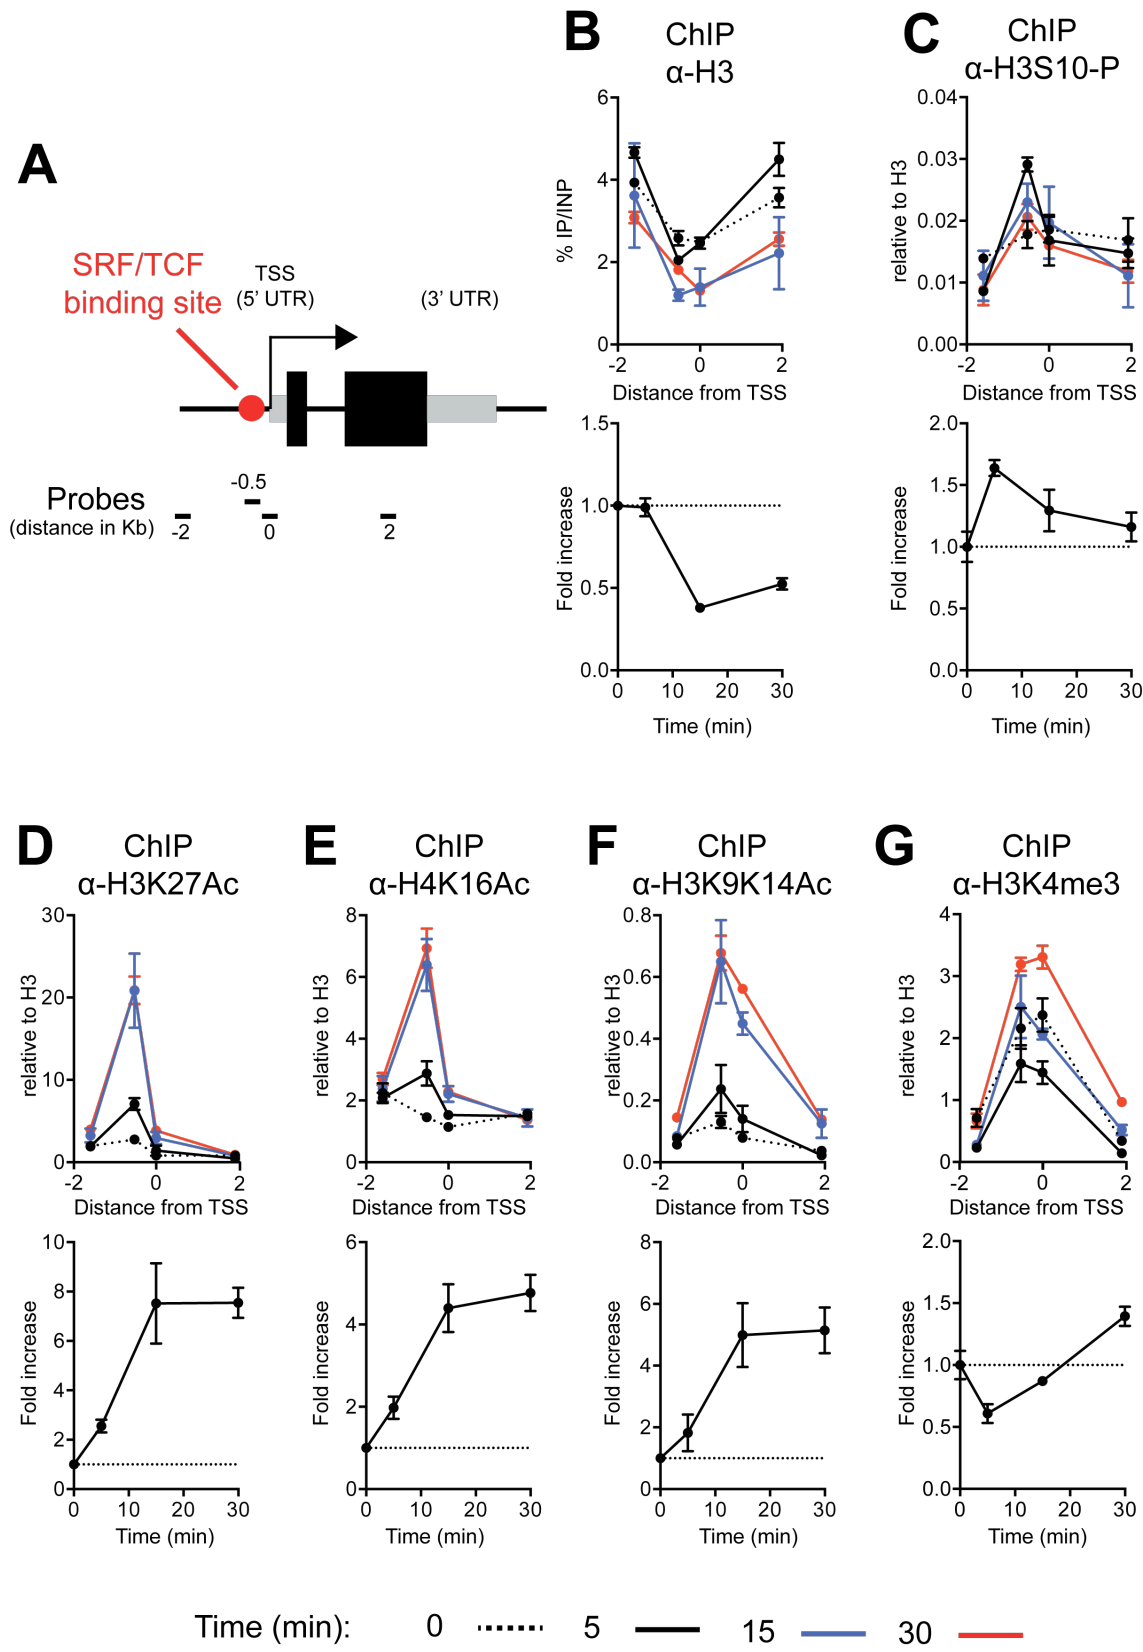 A
SRF/TCF
binding site
TSS
(5' UTR)
(3' UTR)
Probes
(distance in Kb)
-0.5
-2
0
2
B
ChIP
α-H3
% IP/INP
6
4
2
0
-2
0
2
Distance from TSS
Fold increase
1.5
1.0
0.5
0.0
0
10
20
30
Time (min)
C
ChIP
α-H3S10-P
relative to H3
0.04
0.03
0.02
0.01
0.00
-2
0
2
Distance from TSS
Fold increase
2.0
1.5
1.0
0.5
0.0
0
10
20
30
Time (min)
D
ChIP
α-H3K27Ac
relative to H3
30
20
10
0
-2
0
2
Distance from TSS
Fold increase
10
8
6
4
2
0
0
10
20
30
Time (min)
E
ChIP
α-H4K16Ac
relative to H3
8
6
4
2
0
-2
0
2
Distance from TSS
Fold increase
6
4
2
0
0
10
20
30
Time (min)
F
ChIP
α-H3K9K14Ac
relative to H3
0.8
0.6
0.4
0.2
0.0
-2
0
2
Distance from TSS
Fold increase
8
6
4
2
0
0
10
20
30
Time (min)
G
ChIP
α-H3K4me3
relative to H3
4
3
2
1
0
-2
0
2
Distance from TSS
Fold increase
2.0
1.5
1.0
0.5
0.0
0
10
20
30
Time (min)
Time (min): 0 5 15 30